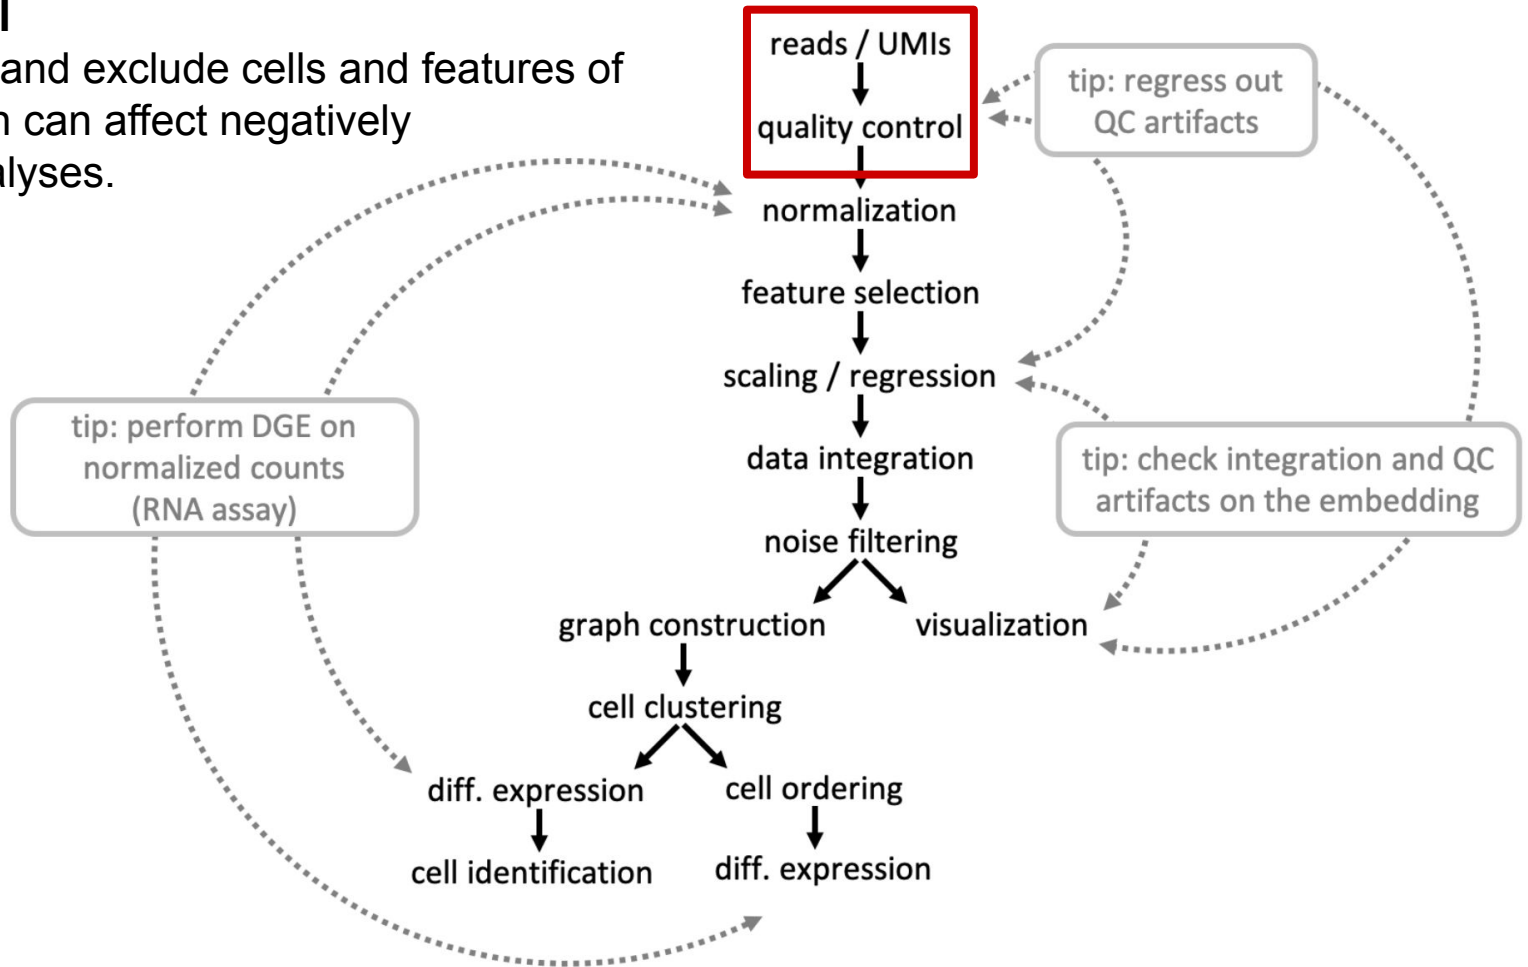 and exclude cells and features of
can affect negatively
reads / UMIs
quality control
tip: regress out
QC artifacts
normalization
feature selection
scaling / regression
tip: perform DGE on
normalized counts
(RNA assay)
data integration
tip: check integration and QC
artifacts on the embedding
noise filtering
graph construction
visualization
cell clustering
diff. expression
cell ordering
cell identification
diff. expression